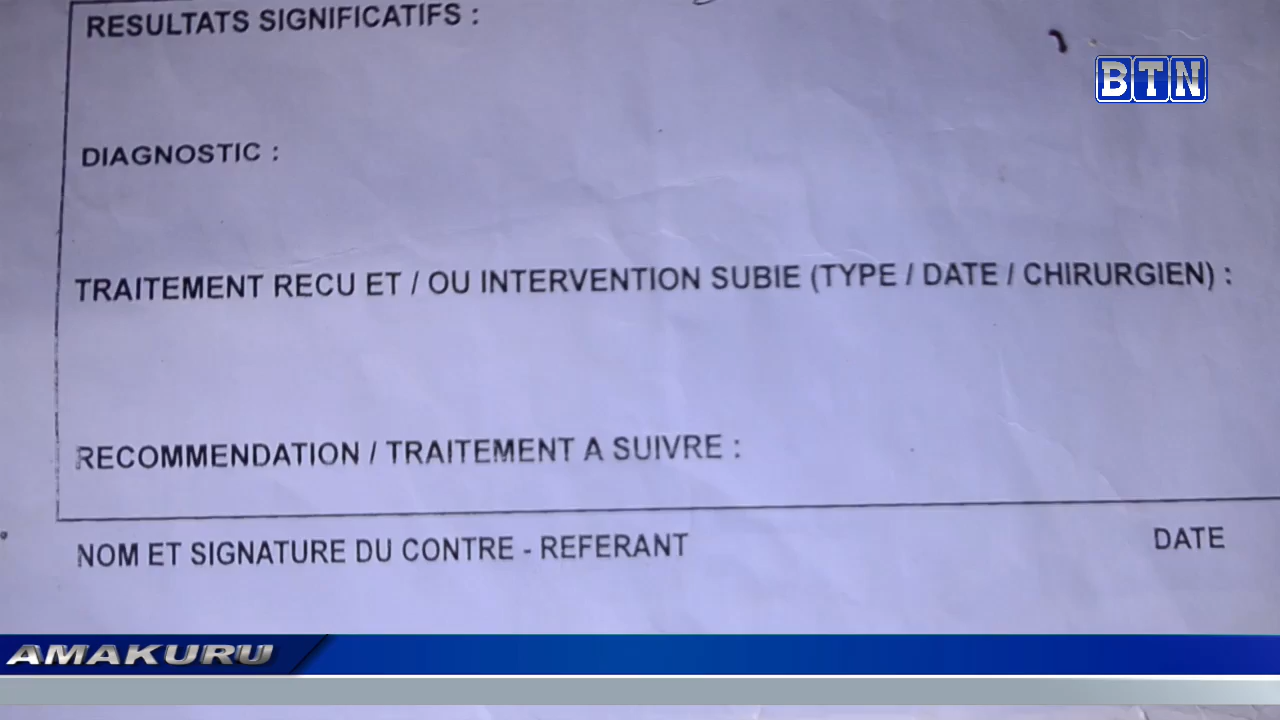 RESULTATS SIGNIFICATIFS :
BTN
DIAGNOSTIC :
TRAITEMENT RECU ET / OU INTERVENTION SUBIE (TYPE / DATE / CHIRURGIEN) :
RECOMMENDATION / TRAITEMENT A SUIVRE :
NOM ET SIGNATURE DU CONTRE - REFERANT DATE
AMAKURU